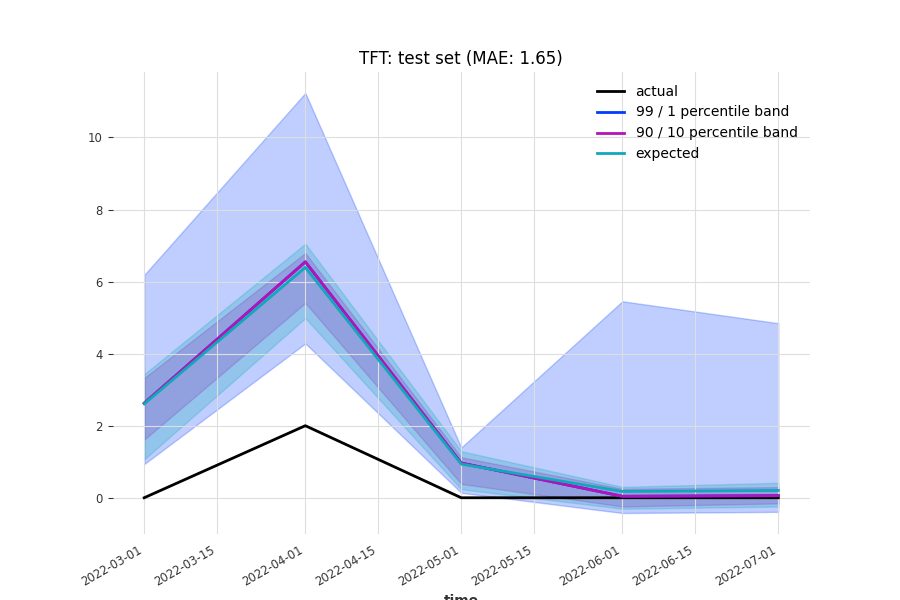 TFT: test set (MAE: 1.65)
actual
99 / 1 percentile band
90 / 10 percentile band
expected
10
8
6
4
2
0
2022-03-01
2022-03-15
2022-04-01
2022-04-15
2022-05-01
2022-05-15
2022-06-01
2022-06-15
2022-07-01
time